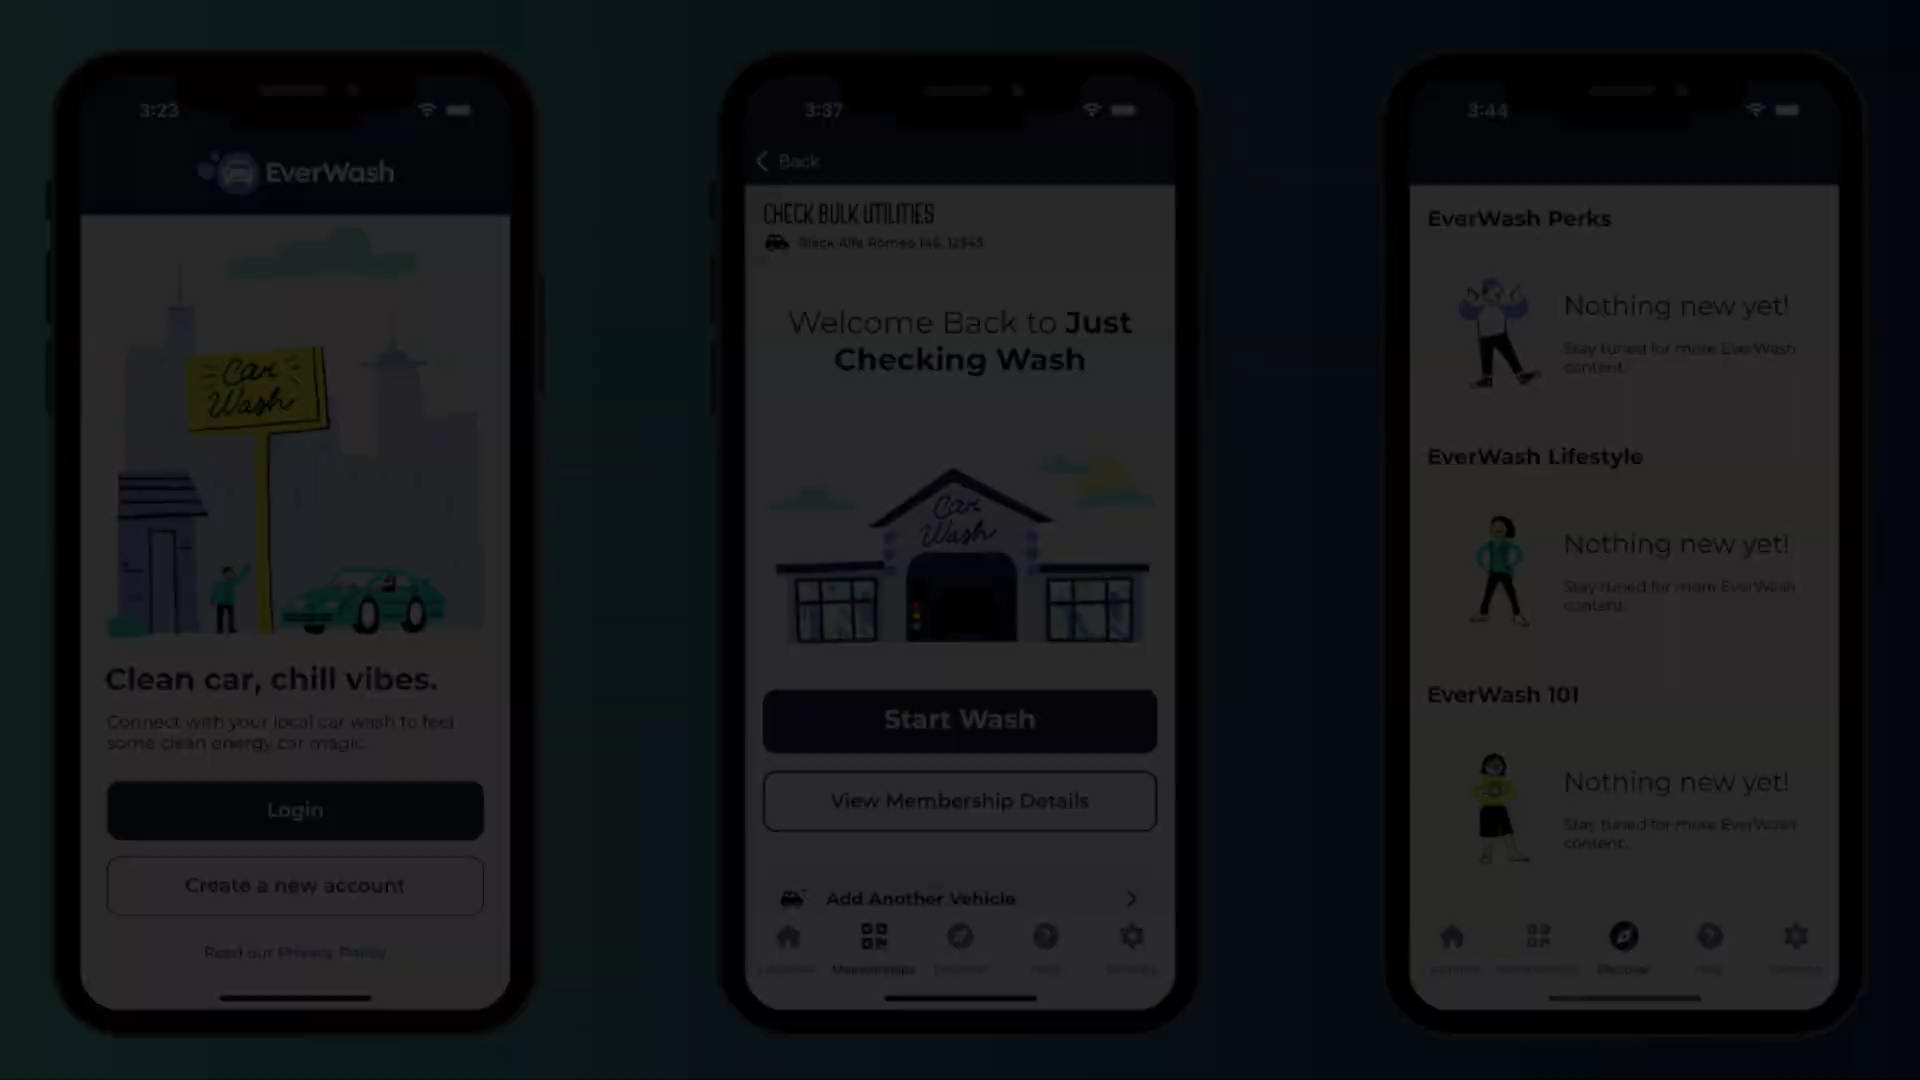 3:23
EverWash
Car
Wash
Clean car, chill vibes.
Connect with your local car wash to feel
some clean energy car magic.
Login
Create a new account
Read our Privacy Policy
3:37
Back
CHECK BULK UTILITIES
Black Alfa Romeo 146, 12345
Welcome Back to Just
Checking Wash
Car
Wash
Start Wash
View Membership Details
Add Another Vehicle
Memberships
Discover
Help
3:44
EverWash Perks
Nothing new yet!
Stay tuned for more EverWash
content.
EverWash Lifestyle
Nothing new yet!
Stay tuned for more EverWash
content.
EverWash 101
Nothing new yet!
Stay tuned for more EverWash
content.
Discover
Help